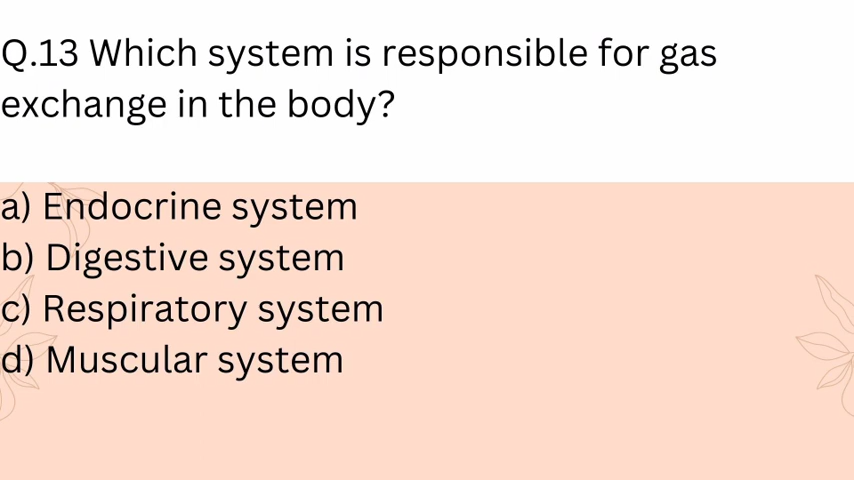 Q.13 Which system is responsible for gas
exchange in the body?
a) Endocrine system
b) Digestive system
c) Respiratory system
d) Muscular system